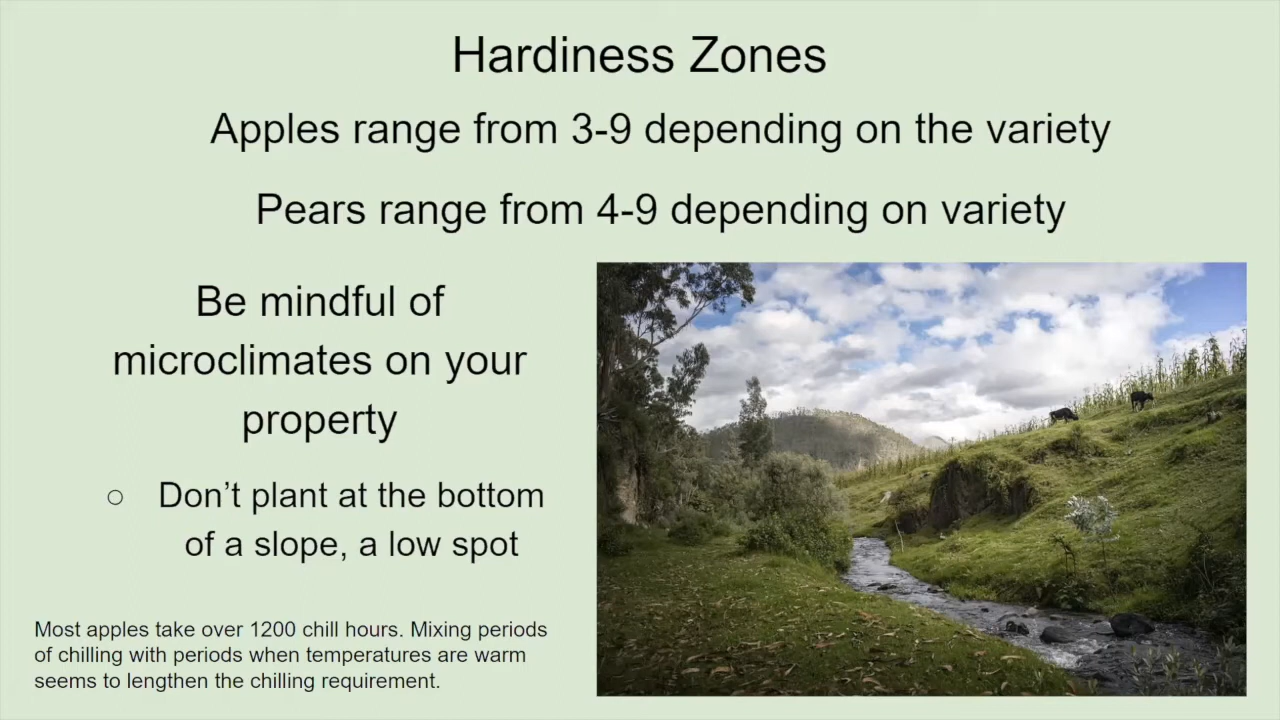 Hardiness Zones
Apples range from 3-9 depending on the variety
Pears range from 4-9 depending on variety
Be mindful of
microclimates on your
property
○ Don’t plant at the bottom
of a slope, a low spot
Most apples take over 1200 chill hours. Mixing periods
of chilling with periods when temperatures are warm
seems to lengthen the chilling requirement.